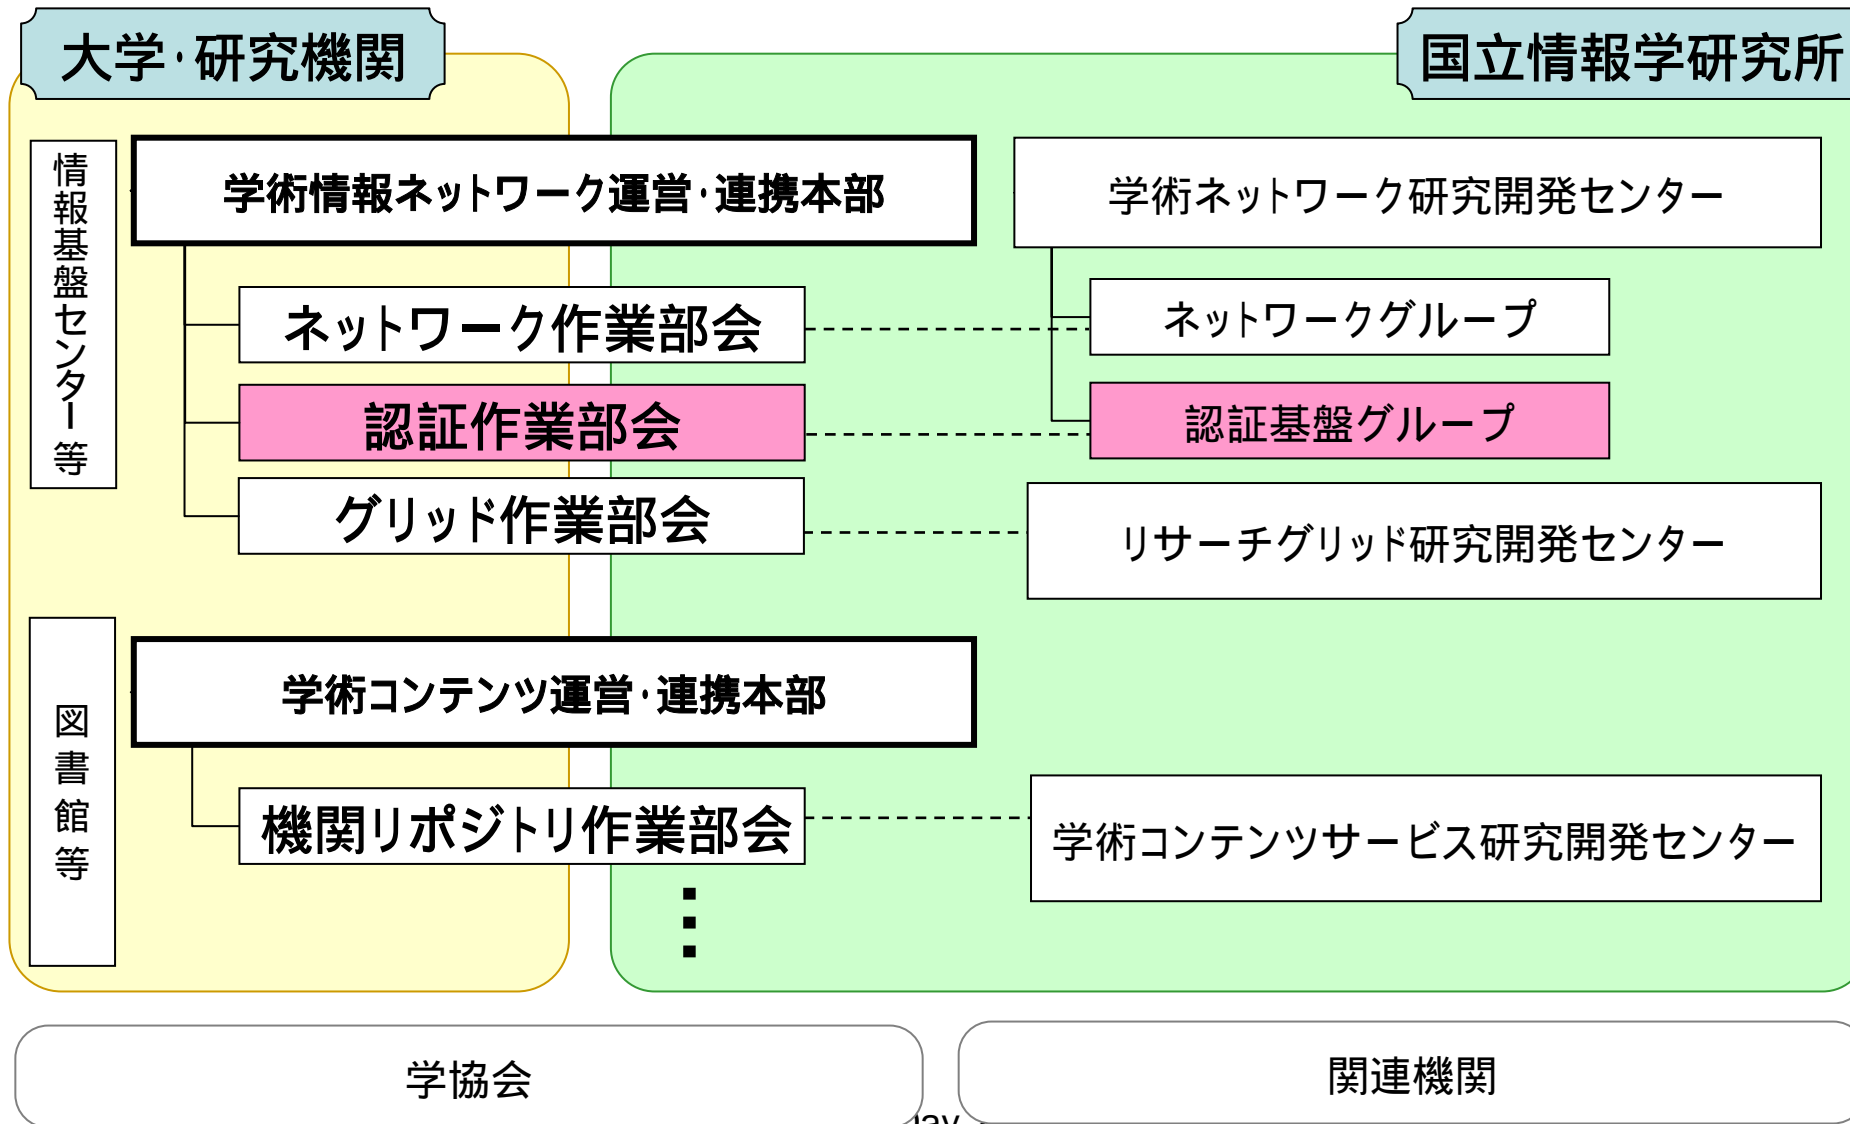 大学・研究機関
国立情報学研究所
情報基盤センター等
学術情報ネットワーク運営・連携本部
学術ネットワーク研究開発センター
ネットワーク作業部会
ネットワークグループ
認証作業部会
認証基盤グループ
グリッド作業部会
リサーチグリッド研究開発センター
図書館等
学術コンテンツ運営・連携本部
機関リポジトリ作業部会
学術コンテンツサービス研究開発センター
学協会
関連機関